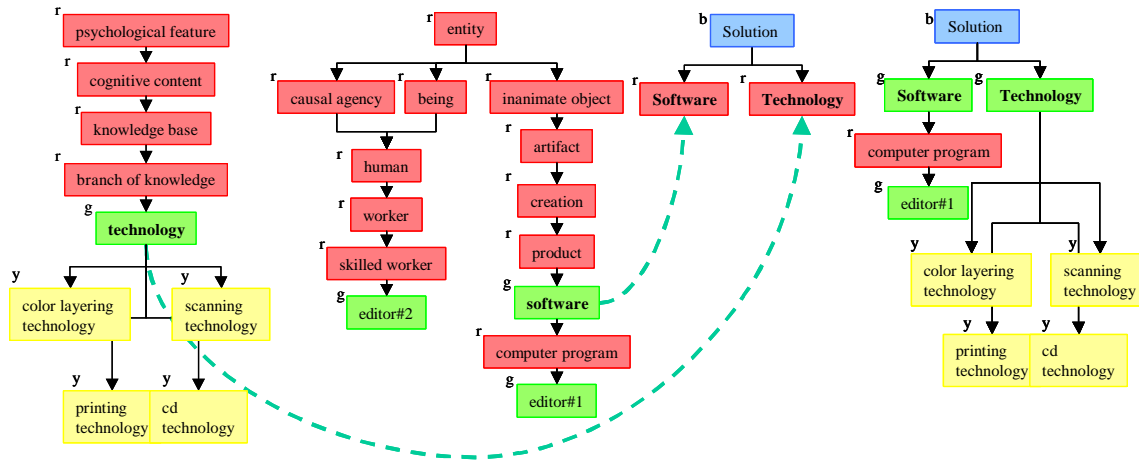 r
psychological feature
r
cognitive content
r
knowledge base
r
branch of knowledge
g
technology
y
color layering
technology
y
scanning
technology
y
printing
technology
y
cd
technology
r
entity
r
causal agency
r
being
r
inanimate object
r
human
r
worker
r
skilled worker
g
editor#2
r
artifact
r
creation
r
product
g
software
r
computer program
g
editor#1
b
Solution
r
Software
r
Technology
b
Solution
g
Software
g
Technology
r
computer program
g
editor#1
y
color layering
technology
y
scanning
technology
y
printing
technology
y
cd
technology